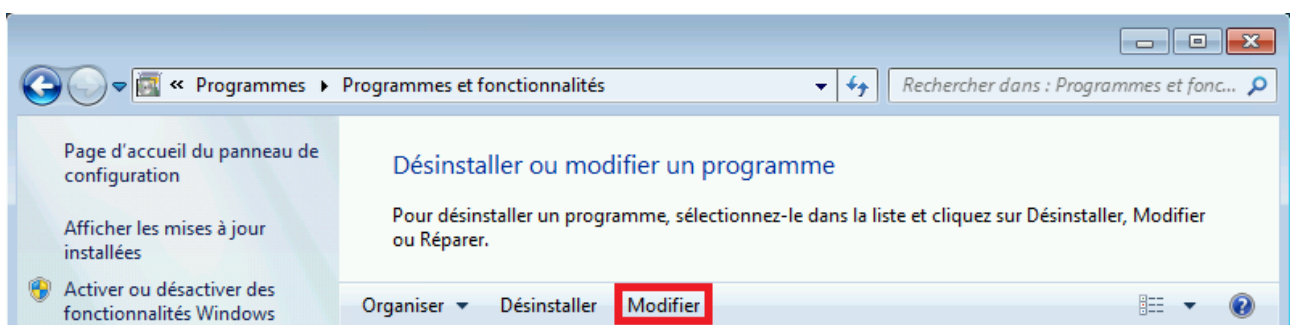 « Programmes ▸ Programmes et fonctionnalités
Rechercher dans : Programmes et fonc...
Page d'accueil du panneau de
configuration
Afficher les mises à jour
installées
Activer ou désactiver des
fonctionnalités Windows
Désinstaller ou modifier un programme
Pour désinstaller un programme, sélectionnez-le dans la liste et cliquez sur Désinstaller, Modifier
ou Réparer.
Organiser Désinstaller Modifier